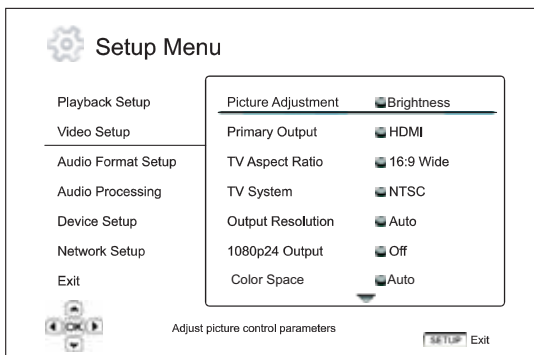 Setup Menu
Playback Setup
Video Setup
Audio Format Setup
Audio Processing
Device Setup
Network Setup
Exit
Picture Adjustment Brightness
Primary Output HDMI
TV Aspect Ratio 16:9 Wide
TV System NTSC
Output Resolution Auto
1080p24 Output Off
Color Space Auto
OK
Adjust picture control parameters
SETUP Exit